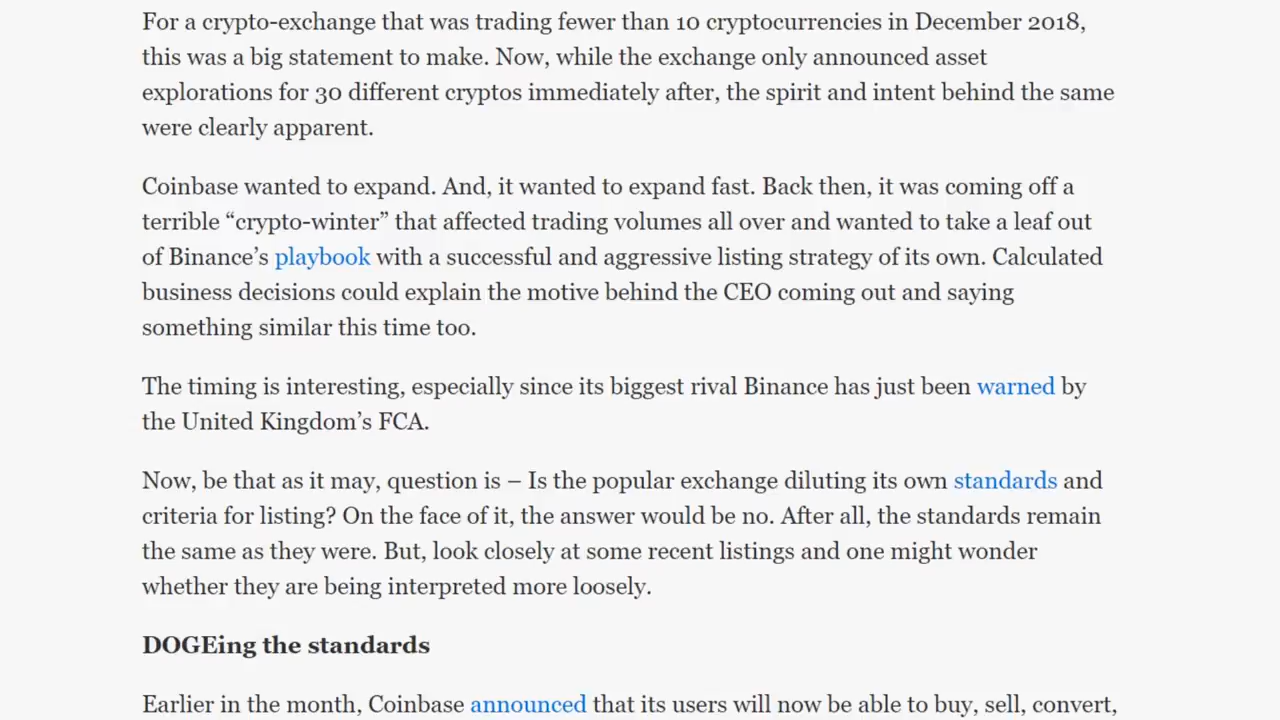 For a crypto-exchange that was trading fewer than 10 cryptocurrencies in December 2018,
this was a big statement to make. Now, while the exchange only announced asset
explorations for 30 different cryptos immediately after, the spirit and intent behind the same
were clearly apparent.
Coinbase wanted to expand. And, it wanted to expand fast. Back then, it was coming off a
terrible “crypto-winter” that affected trading volumes all over and wanted to take a leaf out
of Binance’s playbook with a successful and aggressive listing strategy of its own. Calculated
business decisions could explain the motive behind the CEO coming out and saying
something similar this time too.
The timing is interesting, especially since its biggest rival Binance has just been warned by
the United Kingdom’s FCA.
Now, be that as it may, question is – Is the popular exchange diluting its own standards and
criteria for listing? On the face of it, the answer would be no. After all, the standards remain
the same as they were. But, look closely at some recent listings and one might wonder
whether they are being interpreted more loosely.
DOGEing the standards
Earlier in the month, Coinbase announced that its users will now be able to buy, sell, convert,